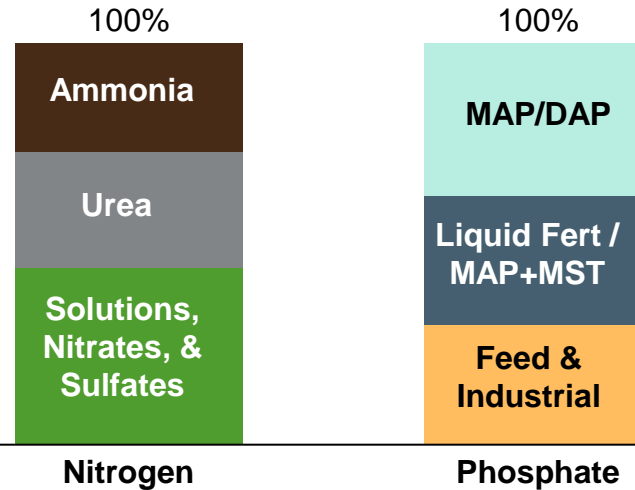 100%
Ammonia
Urea
Solutions,
Nitrates, &
Sulfates
Nitrogen
100%
MAP/DAP
Liquid Fert /
MAP+MST
Feed &
Industrial
Phosphate